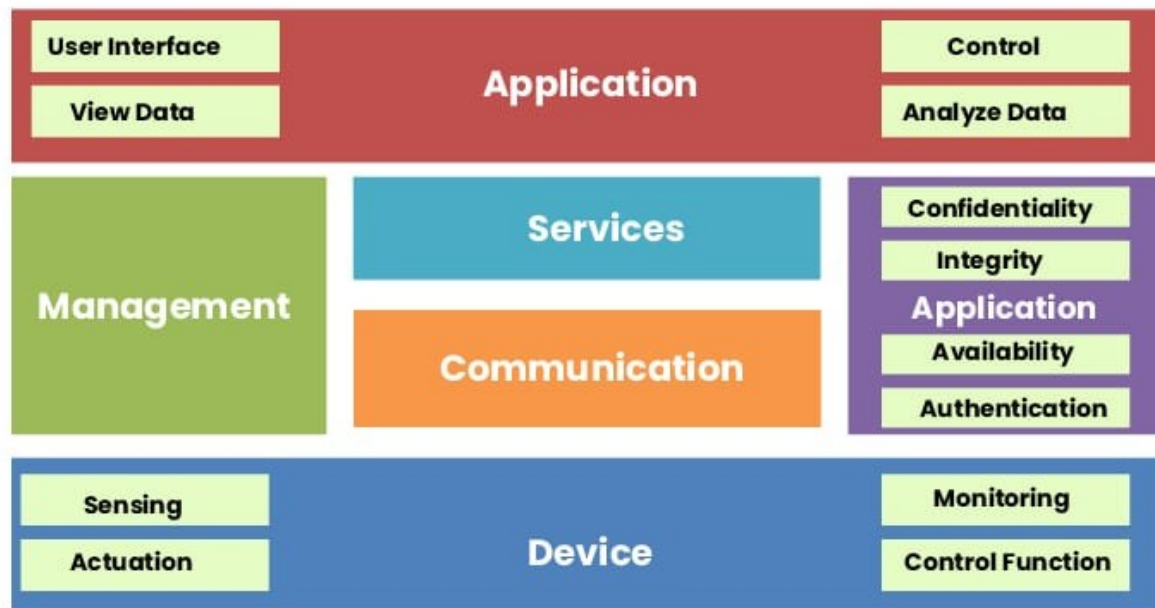 User Interface
View Data
Application
Control
Analyze Data
Management
Services
Communication
Confidentiality
Integrity
Application
Availability
Authentication
Sensing
Actuation
Device
Monitoring
Control Function